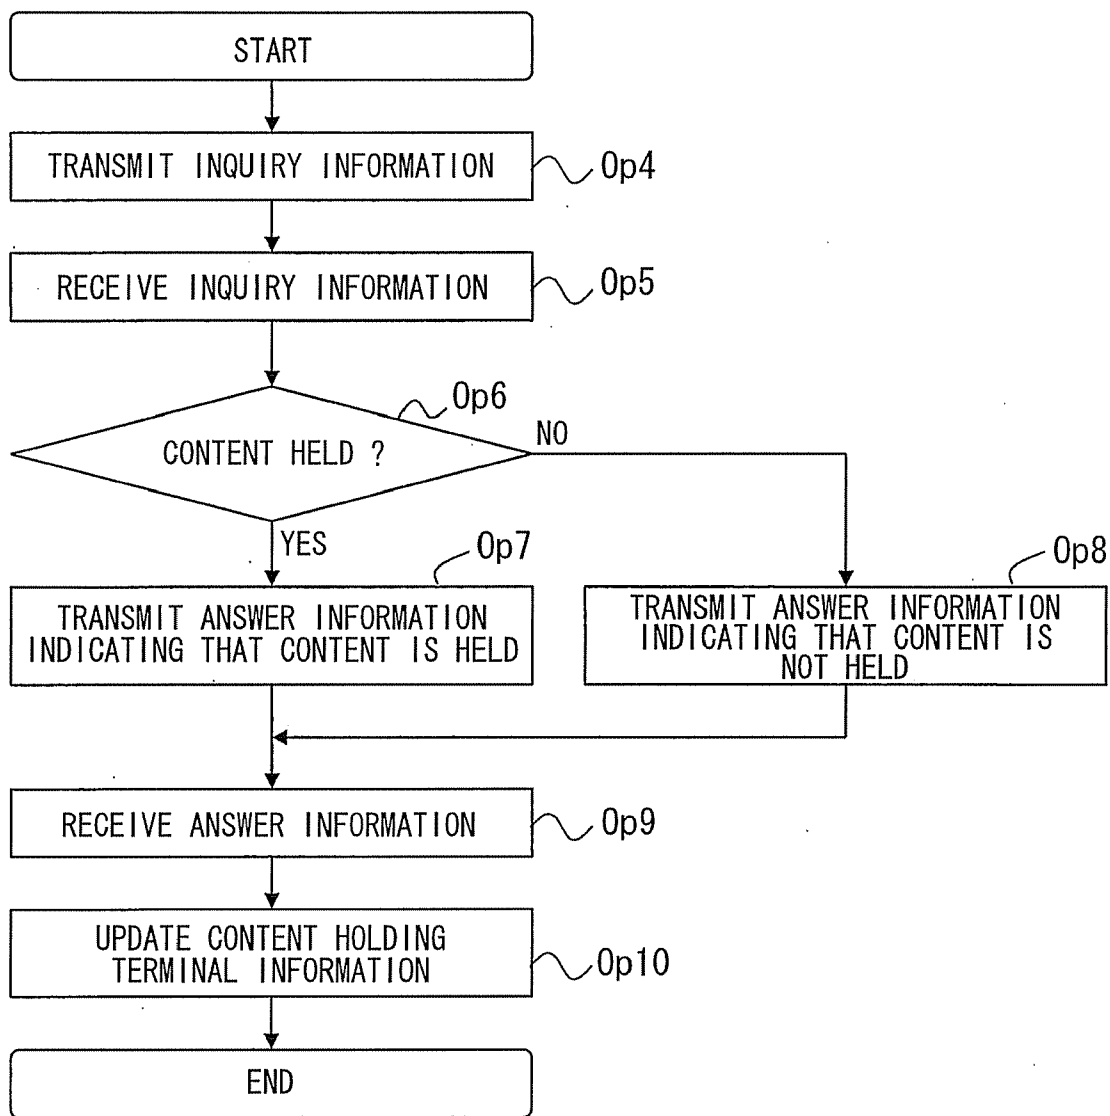 START
TRANSMIT INQUIRY INFORMATION
Op4
RECEIVE INQUIRY INFORMATION
Op5
Op6
CONTENT HELD ?
NO
YES
Op7
Op8
TRANSMIT ANSWER INFORMATION
INDICATING THAT CONTENT IS HELD
TRANSMIT ANSWER INFORMATION
INDICATING THAT CONTENT IS
NOT HELD
RECEIVE ANSWER INFORMATION
Op9
UPDATE CONTENT HOLDING
TERMINAL INFORMATION
Op10
END